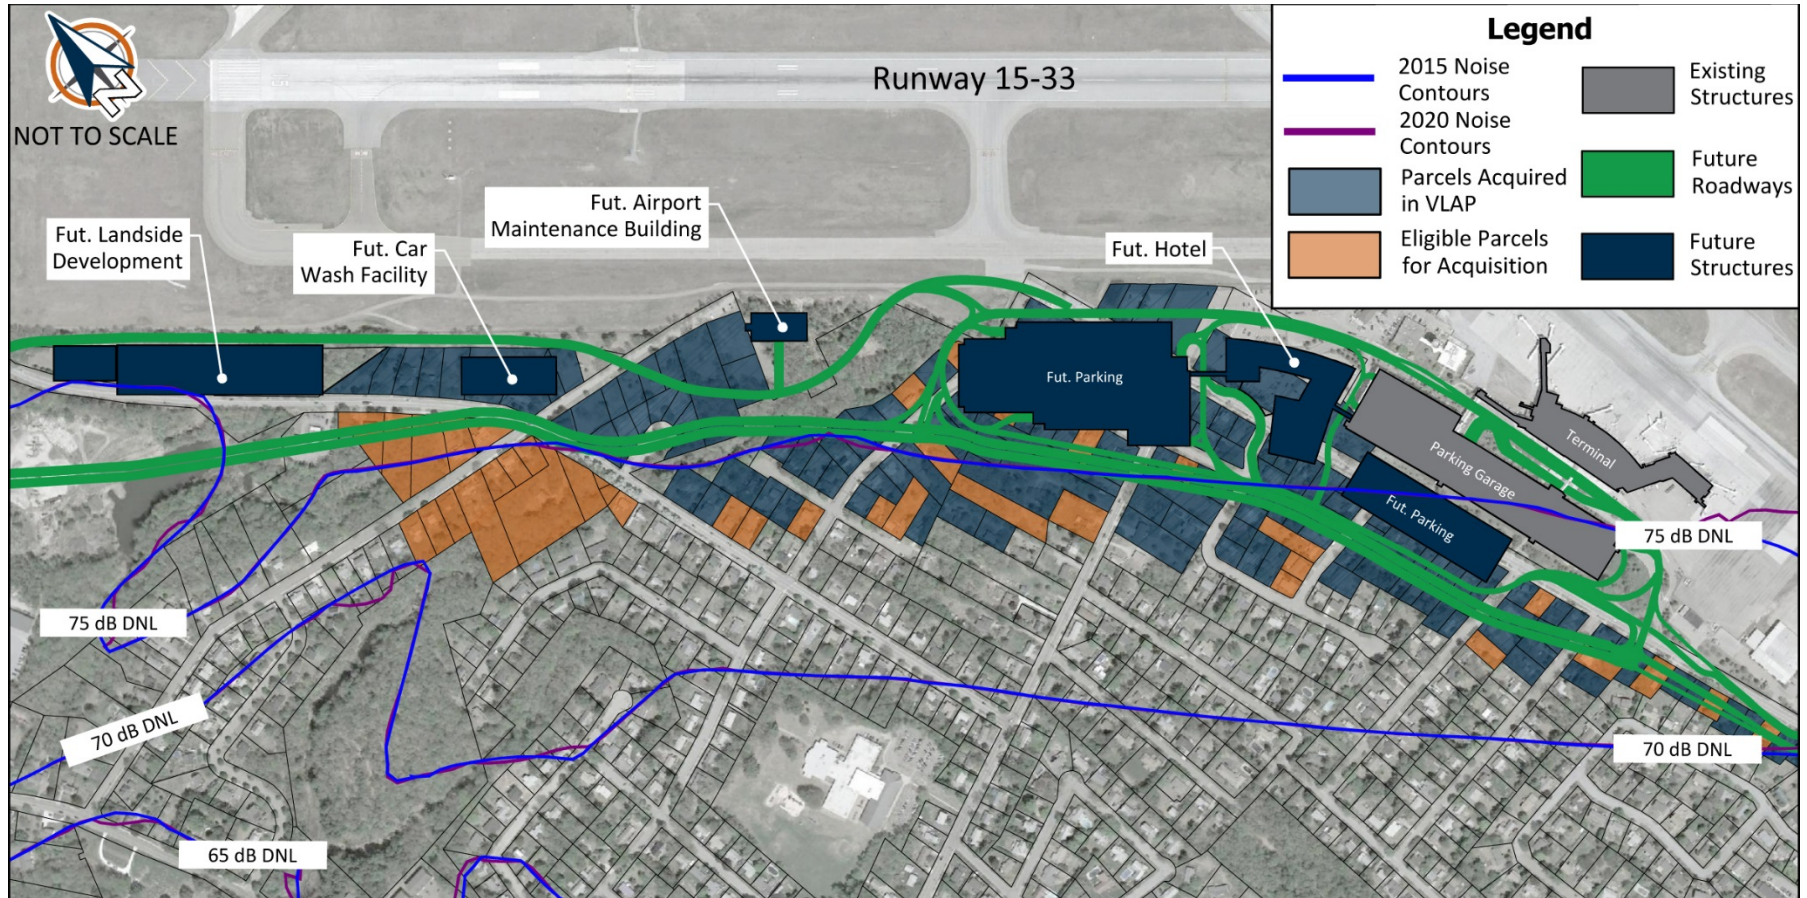 NOT TO SCALE
Runway 15-33
Legend
2015 Noise
Contours
2020 Noise
Contours
Parcels Acquired
in VLAP
Eligible Parcels
for Acquisition
Existing
Structures
Future
Roadways
Future
Structures
Fut. Landside
Development
Fut. Car
Wash Facility
Fut. Airport
Maintenance Building
Fut. Hotel
Fut. Parking
Terminal
Parking Garage
Fut. Parking
75 dB DNL
75 dB DNL
70 dB DNL
70 dB DNL
65 dB DNL